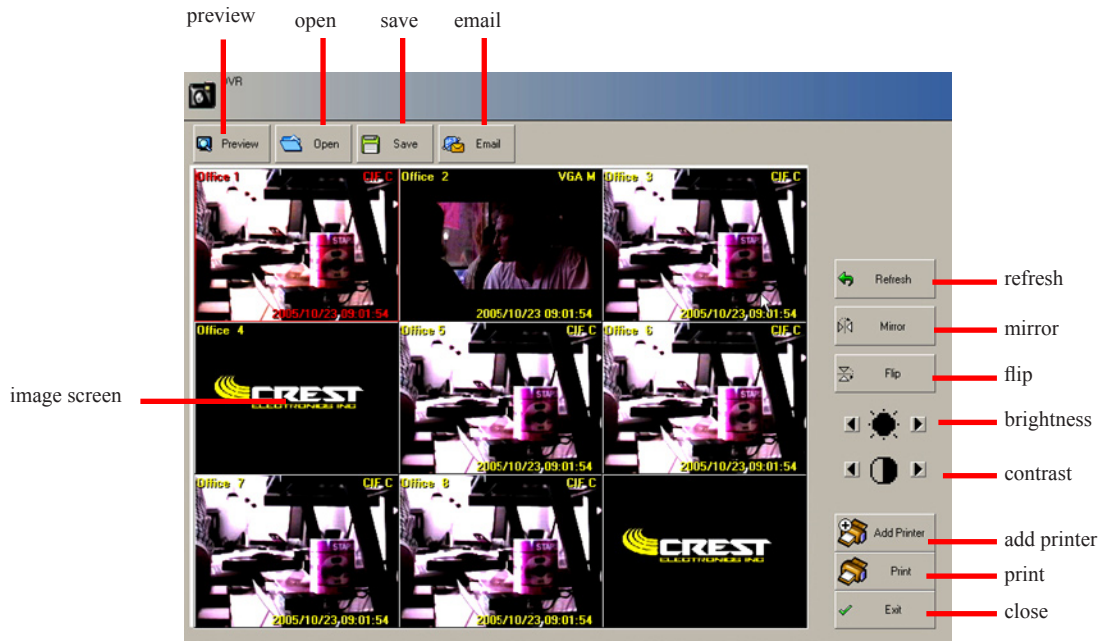 preview open save email
DVR
Preview Open Save Email
Office 1 CIF C Office 2 VGA M Office 3 CIF C
2005/10/23 09:01:54 2005/10/23 09:01:54 2005/10/23 09:01:54
Refresh refresh
Mirror mirror
Office 4 Office 5 CIF C Office 6 CIF C
Flip flip
image screen
CREST
ELECTRONICS INC
brightness
2005/10/23 09:01:54 2005/10/23 09:01:54
contrast
Office 7 CIF C Office 8 CIF C
STAR
Add Printer add printer
CREST
ELECTRONICS INC
Print print
Exit close
2005/10/23 09:01:54 2005/10/23 09:01:54